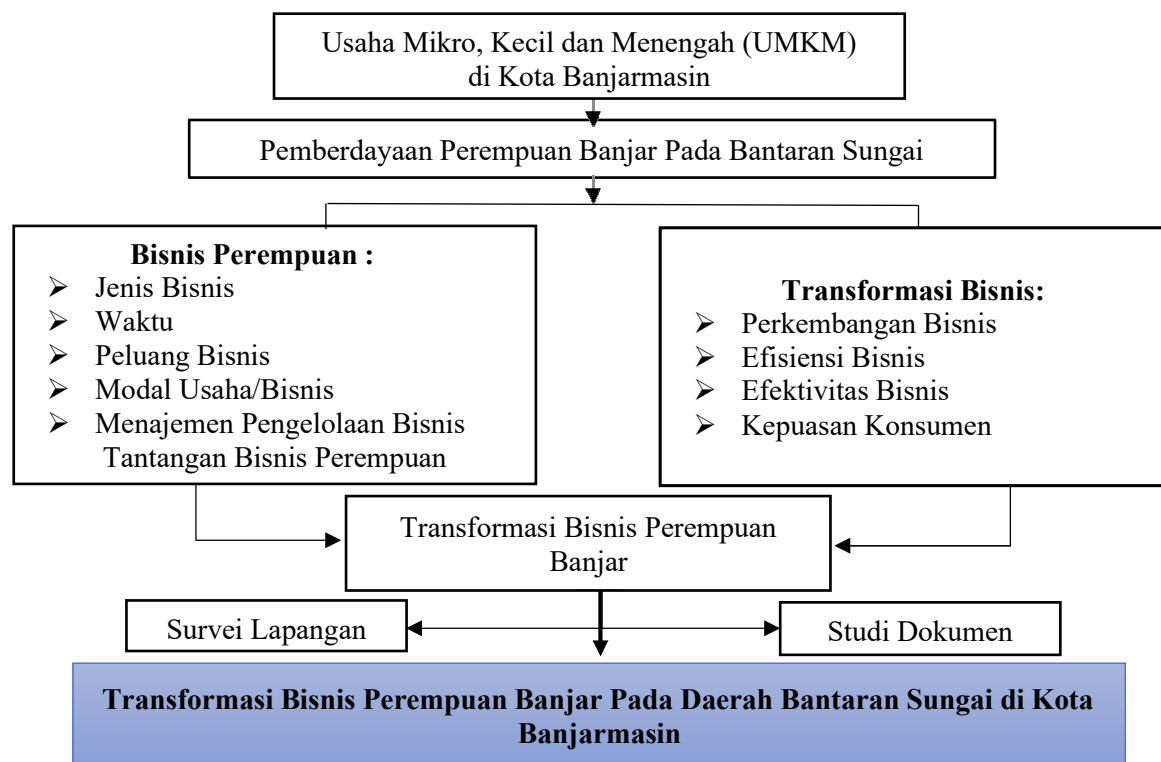 Usaha Mikro, Kecil dan Menengah (UMKM)
di Kota Banjarmasin
Pemberdayaan Perempuan Banjar Pada Bantaran Sungai
Bisnis Perempuan :
➢ Jenis Bisnis
➢ Waktu
➢ Peluang Bisnis
➢ Modal Usaha/Bisnis
➢ Menajemen Pengelolaan Bisnis
Tantangan Bisnis Perempuan
Transformasi Bisnis:
➢ Perkembangan Bisnis
➢ Efisiensi Bisnis
➢ Efektivitas Bisnis
➢ Kepuasan Konsumen
Transformasi Bisnis Perempuan
Banjar
Survei Lapangan
Studi Dokumen
Transformasi Bisnis Perempuan Banjar Pada Daerah Bantaran Sungai di Kota
Banjarmasin